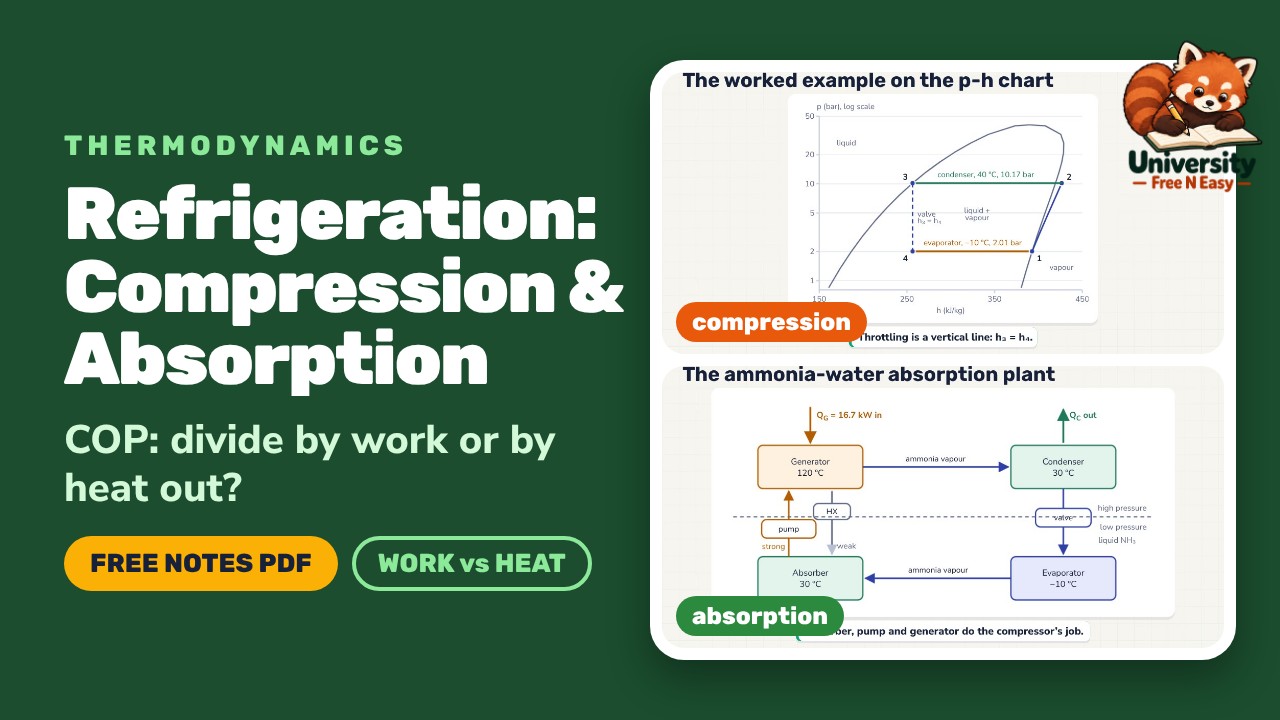 THERMODYNAMICS
Refrigeration:
Compression &
Absorption
COP: divide by work or by
heat out?
FREE NOTES PDF
WORK vs HEAT
The worked example on the p-h chart
p (bar), log scale
50
20
10
5
2
1
liquid
3
condenser, 40 °C, 10.17 bar
2
valve
h₃ = h₄
liquid +
vapour
evaporator, −10 °C, 2.01 bar
4
1
vapour
150
250
350
450
h (kJ/kg)
compression
Throttling is a vertical line: h₃ = h₄.
The ammonia-water absorption plant
Q_G = 16.7 kW in
Q_C out
Generator
120 °C
ammonia vapour
Condenser
30 °C
HX
pump
valve
high pressure
low pressure
liquid NH₃
strong
weak
Absorber
30 °C
ammonia vapour
Evaporator
−10 °C
absorption
ber, pump and generator do the compressor's job.
University
Free N Easy